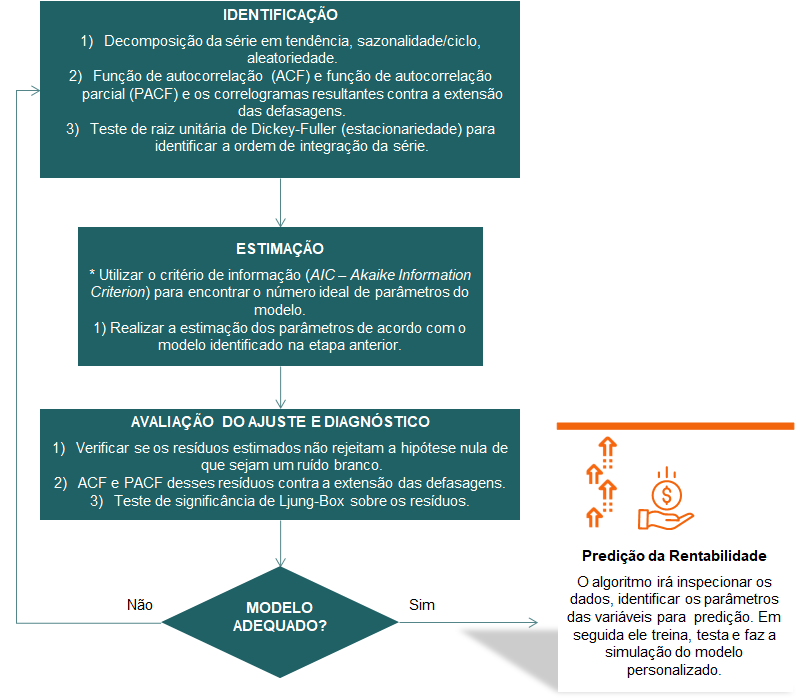 IDENTIFICAÇÃO
1) Decomposição da série em tendência, sazonalidade/ciclo,
aleatoriedade.
2) Função de autocorrelação (ACF) e função de autocorrelação
parcial (PACF) e os correlogramas resultantes contra a extensão
das defasagens.
3) Teste de raiz unitária de Dickey-Fuller (estacionariedade) para
identificar a ordem de integração da série.
ESTIMAÇÃO
* Utilizar o critério de informação (AIC – Akaike Information
Criterion) para encontrar o número ideal de parâmetros do
modelo.
1) Realizar a estimação dos parâmetros de acordo com o
modelo identificado na etapa anterior.
AVALIAÇÃO DO AJUSTE E DIAGNÓSTICO
1) Verificar se os resíduos estimados não rejeitam a hipótese nula de
que sejam um ruído branco.
2) ACF e PACF desses resíduos contra a extensão das defasagens.
3) Teste de significância de Ljung-Box sobre os resíduos.
Não
MODELO
ADEQUADO?
Sim
$
Predição da Rentabilidade
O algoritmo irá inspecionar os
dados, identificar os parâmetros
das variáveis para predição. Em
seguida ele treina, testa e faz a
simulação do modelo
personalizado.